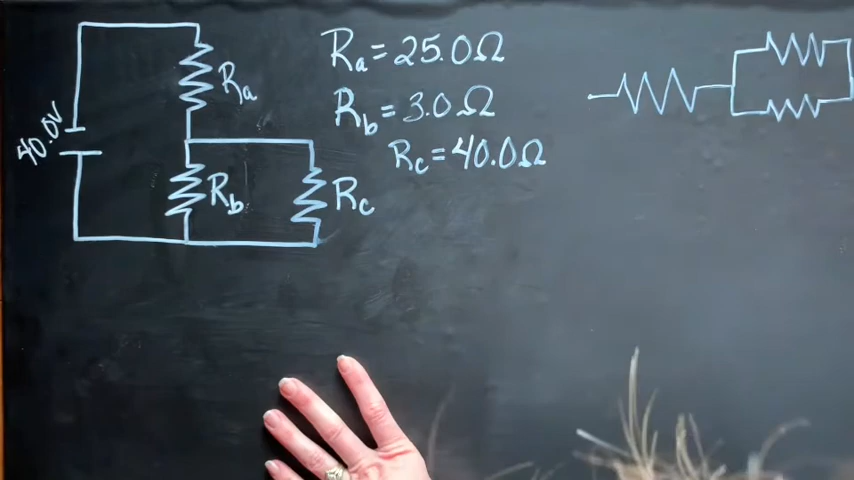 40.0V
Ra
Rb
Rc
Ra=25.0Ω
Rb=3.0Ω
Rc=40.0Ω